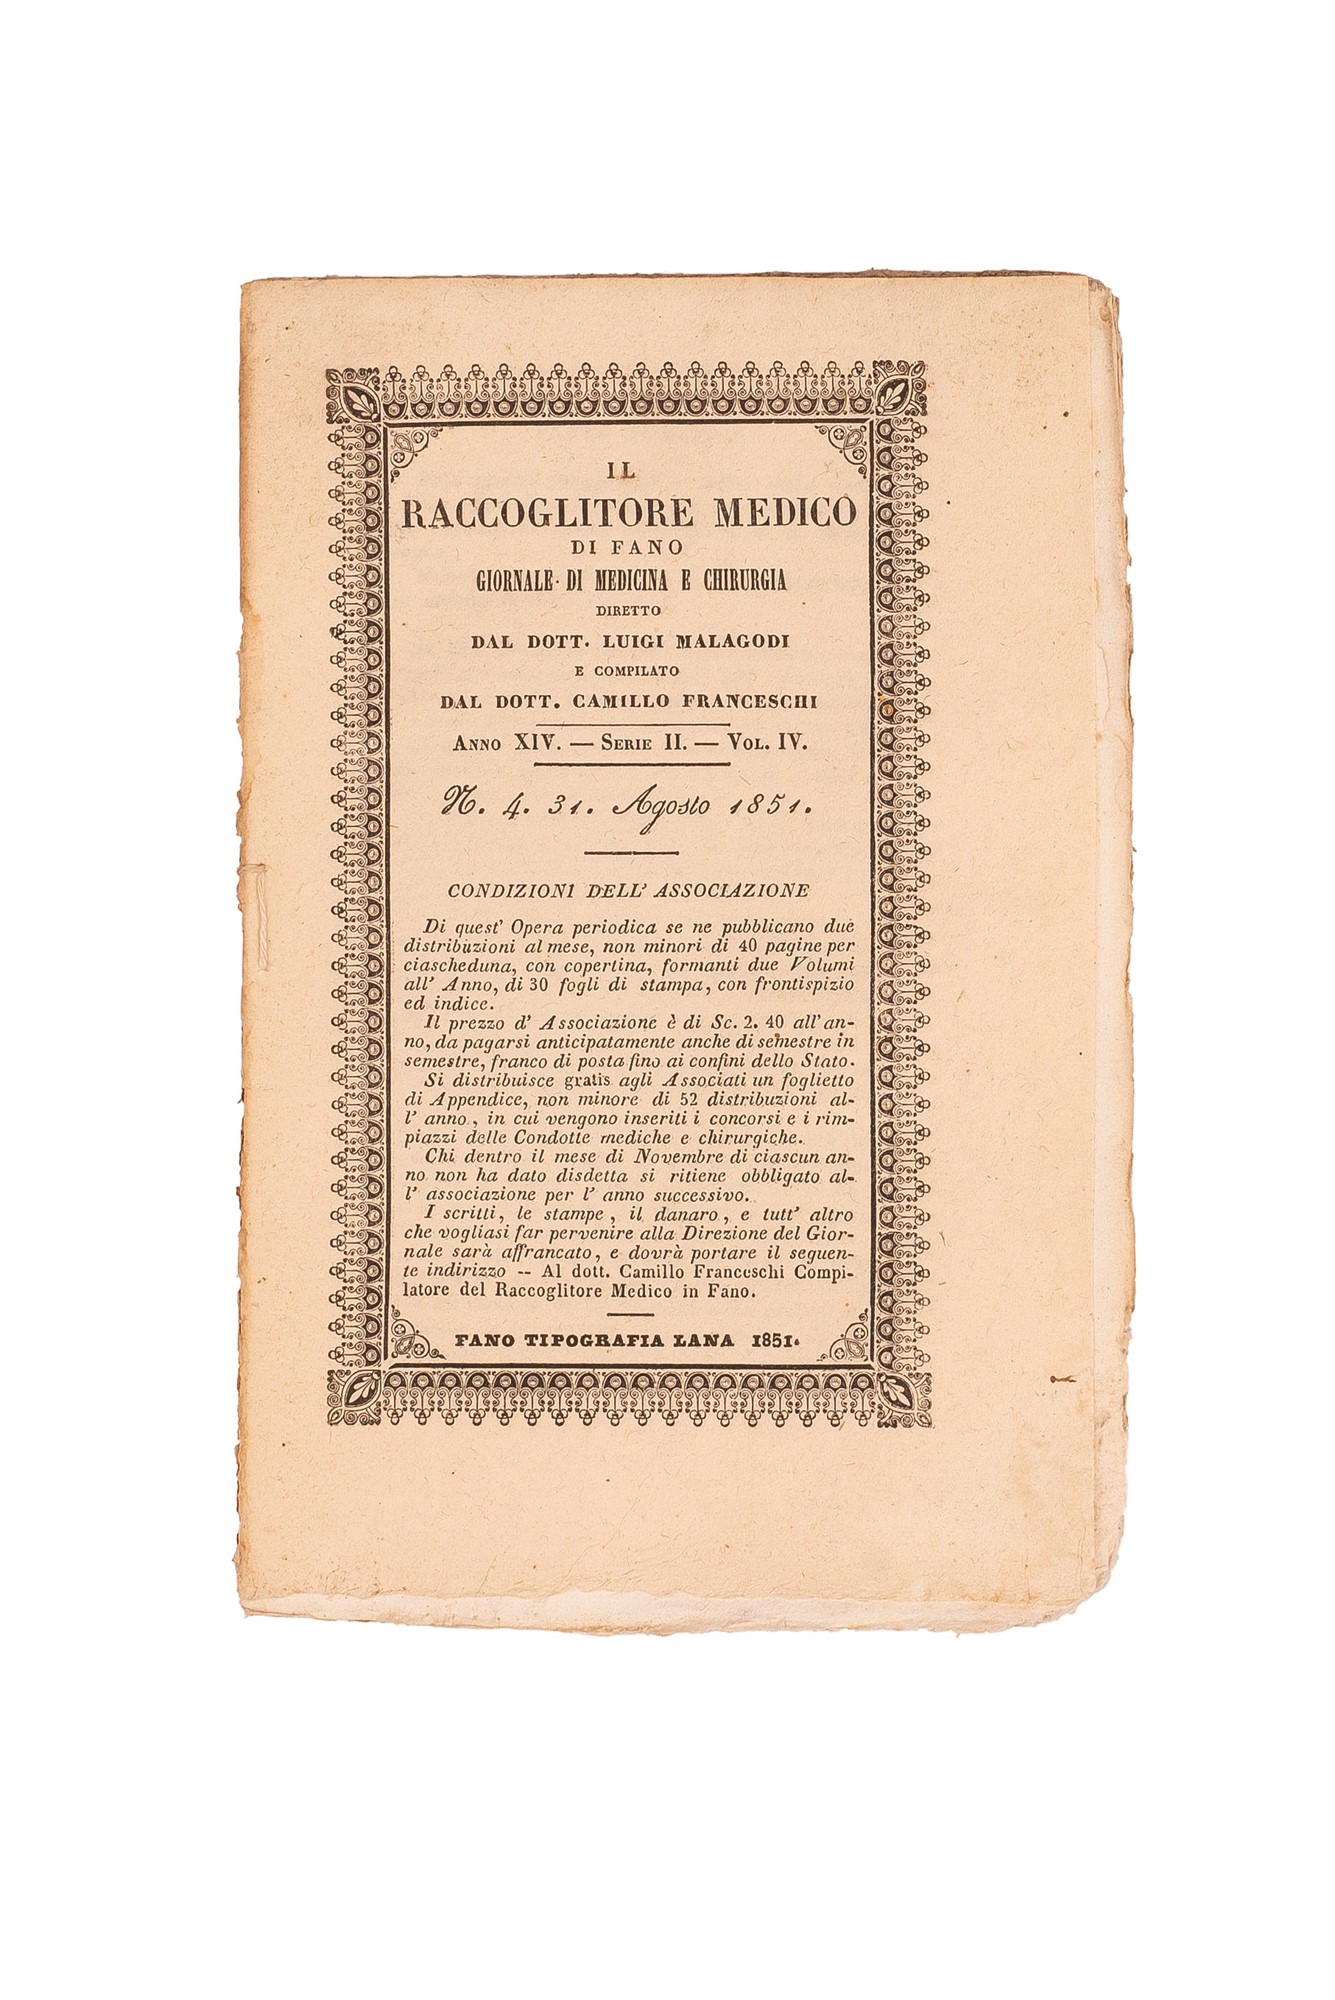 IL
RACCOGLITORE MEDICO
DI FANO
GIORNALE DI MEDICINA E CHIRURGIA
DIRETTO
DAL DOTT. LUIGI MALAGODI
E COMPILATO
DAL DOTT. CAMILLO FRANCESCHI
ANNO XIV. — SERIE II. — VOL. IV.
N. 4. 31. Agosto 1851.
CONDIZIONI DELL' ASSOCIAZIONE
Di quest' Opera periodica se ne pubblicano due
distribuzioni al mese, non minori di 40 pagine per
ciascheduna, con copertina, formanti due Volumi
all' Anno, di 30 fogli di stampa, con frontispizio
ed indice.
Il prezzo d' Associazione è di Sc. 2. 40 all' an-
no, da pagarsi anticipatamente anche di semestre in
semestre, franco di posta fino ai confini dello Stato.
Si distribuisce gratis agli Associati un foglietto
di Appendice, non minore di 52 distribuzioni al-
l' anno, in cui vengono inseriti i concorsi e i rim-
piazzi delle Condotte mediche e chirurgiche.
Chi dentro il mese di Novembre di ciascun an-
no non ha dato disdetta si ritiene obbligato al-
l' associazione per l' anno successivo.
I scritti, le stampe, il danaro, e tutt' altro
che vogliasi far pervenire alla Direzione del Gior-
nale sarà affrancato, e dovrà portare il seguen-
te indirizzo -- Al dott. Camillo Franceschi Compi-
latore del Raccoglitore Medico in Fano.
FANO TIPOGRAFIA LANA 1851.